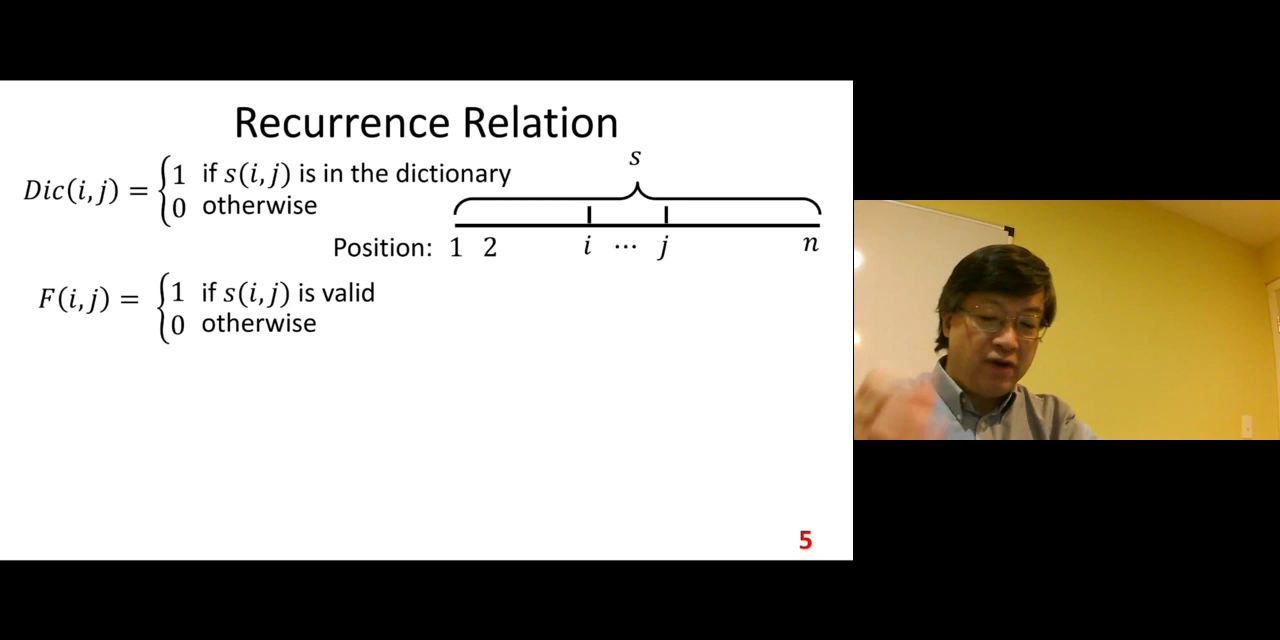 Recurrence Relation
Dic(i, j) = { 1 if s(i, j) is in the dictionary
0 otherwise
s
Position: 1 2 i ⋯ j n
F(i, j) = { 1 if s(i, j) is valid
0 otherwise
5